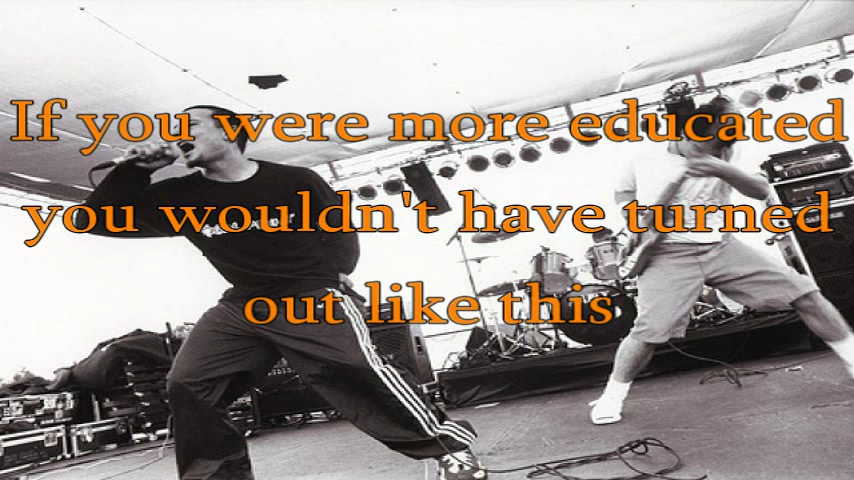 If you were more educated
you wouldn't have turned
out like this